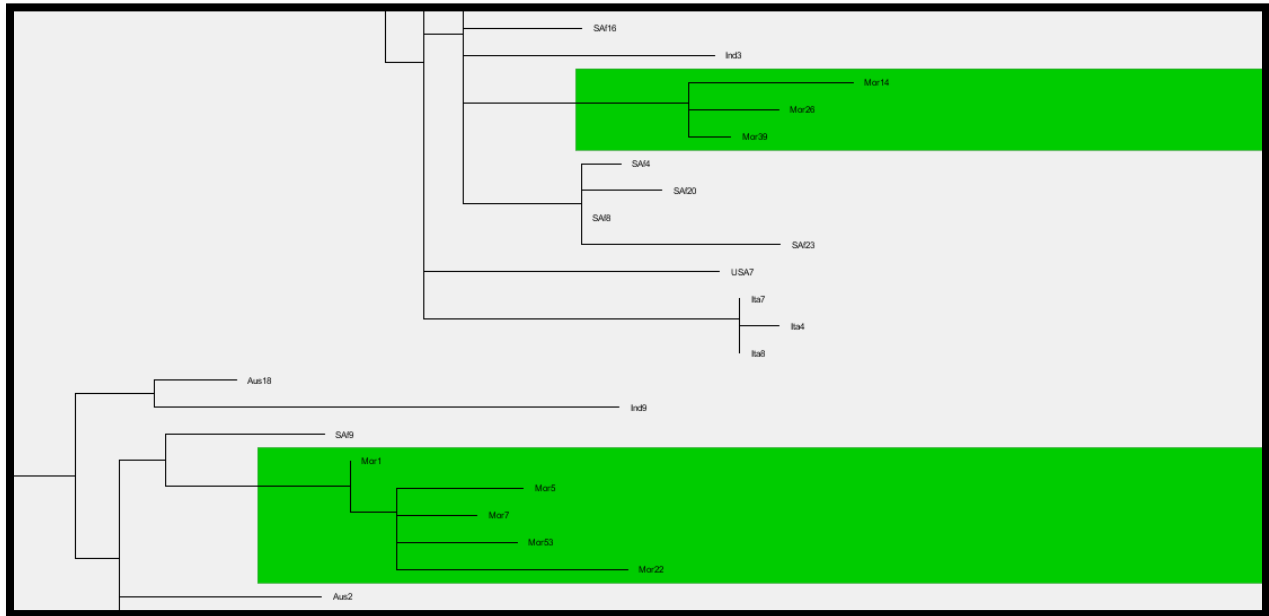 SAf16
Ind3
Mor14
Mor26
Mor39
SAf4
SAf20
SAf8
SAf23
USA7
Ita7
Ita4
Ita8
Aus18
Ind9
SAf9
Mor1
Mor5
Mor7
Mor53
Mor22
Aus2